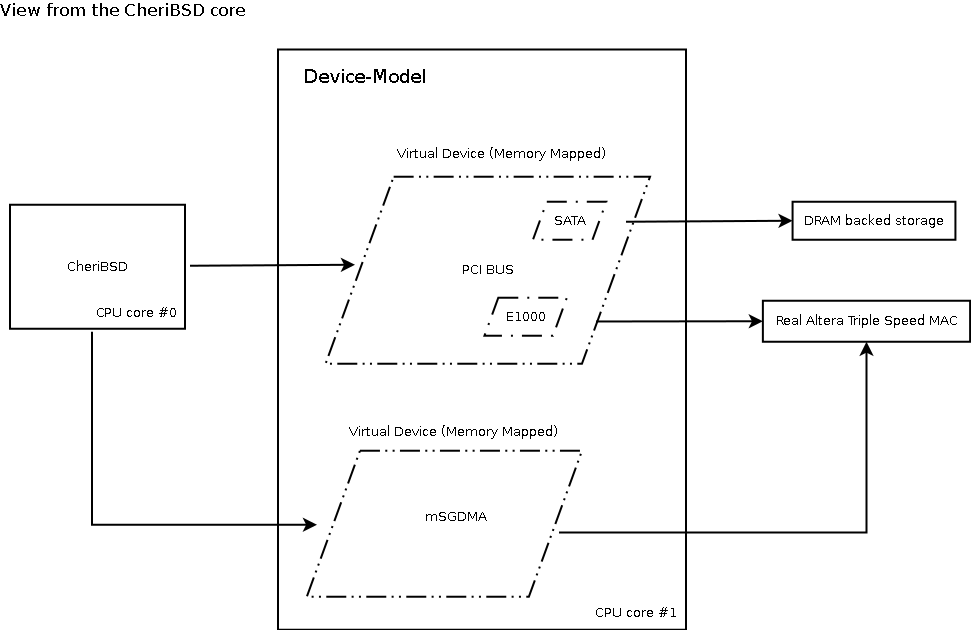 View from the CheriBSD core
Device-Model
Virtual Device (Memory Mapped)
SATA
DRAM backed storage
CheriBSD
PCI BUS
CPU core #0
E1000
Real Altera Triple Speed MAC
Virtual Device (Memory Mapped)
mSGDMA
CPU core #1